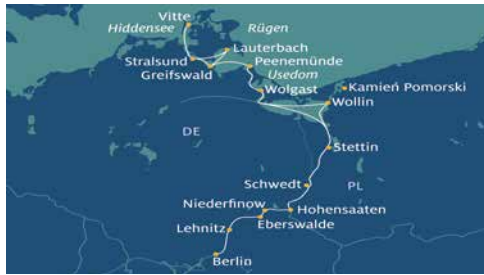 Vitte
Hiddensee
Rügen
Lauterbach
Stralsund
Peenemünde
Greifswald
Usedom
Wolgast
Kamień Pomorski
Wollin
DE
Stettin
Schwedt
PL
Niederfinow
Hohensaaten
Lehnitz
Eberswalde
Berlin